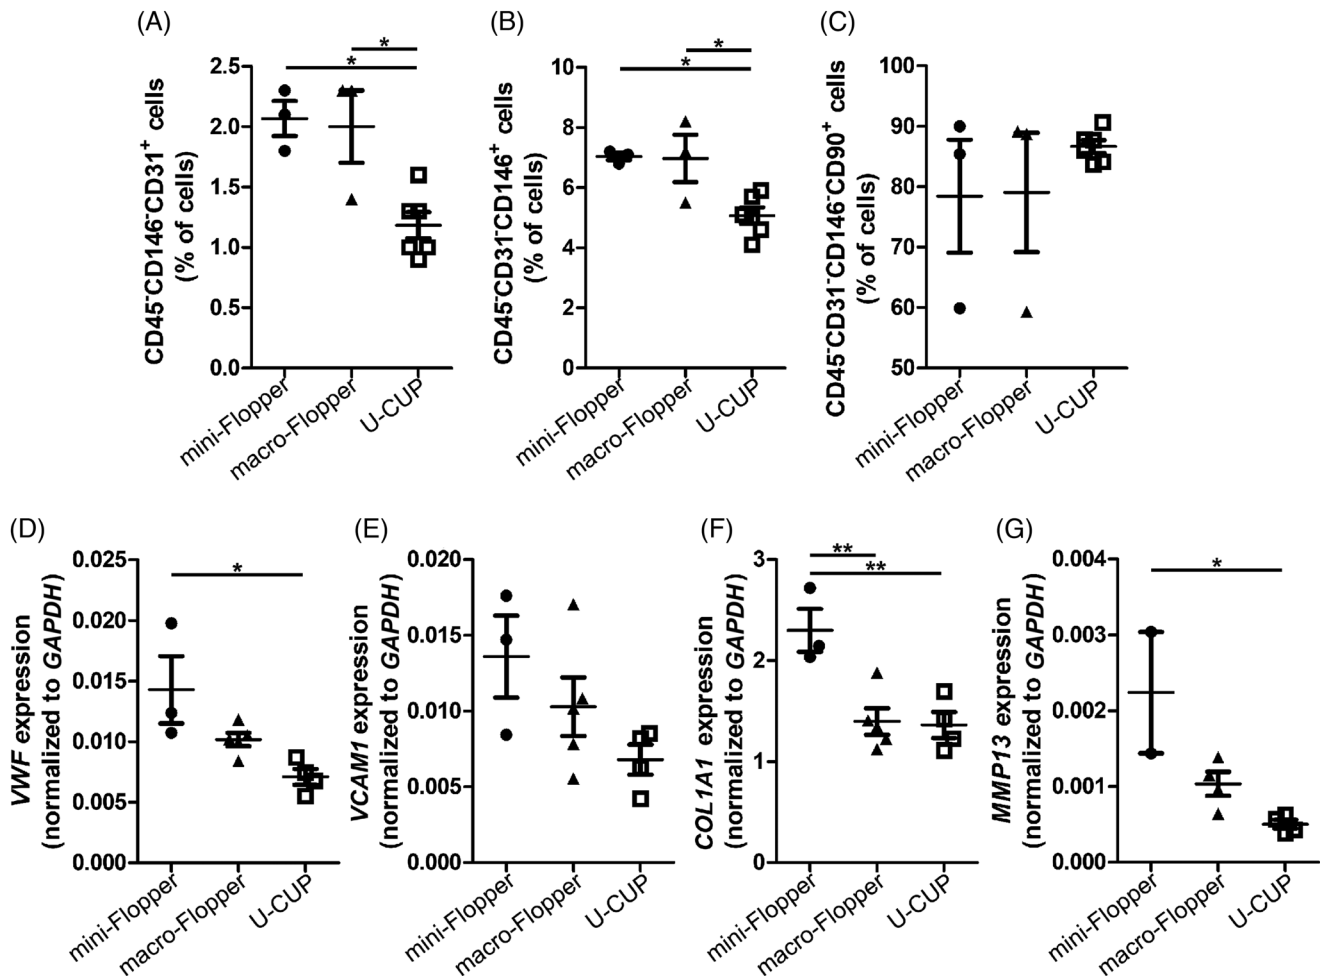 (A)
*
*
CD45-CD146-CD31+ cells
(% of cells)
2.5
2.0
1.5
1.0
0.5
0.0
mini-Flopper
macro-Flopper
U-CUP
(B)
*
*
CD45-CD31-CD146+ cells
(% of cells)
10
8
6
4
2
0
mini-Flopper
macro-Flopper
U-CUP
(C)
CD45-CD31-CD146-CD90+ cells
(% of cells)
100
90
80
70
60
50
mini-Flopper
macro-Flopper
U-CUP
(D)
*
VWF expression
(normalized to GAPDH)
0.025
0.020
0.015
0.010
0.005
0.000
mini-Flopper
macro-Flopper
U-CUP
(E)
VCAM1 expression
(normalized to GAPDH)
0.020
0.015
0.010
0.005
0.000
mini-Flopper
macro-Flopper
U-CUP
(F)
**
**
COL1A1 expression
(normalized to GAPDH)
3
2
1
0
mini-Flopper
macro-Flopper
U-CUP
(G)
*
MMP13 expression
(normalized to GAPDH)
0.004
0.003
0.002
0.001
0.000
mini-Flopper
macro-Flopper
U-CUP